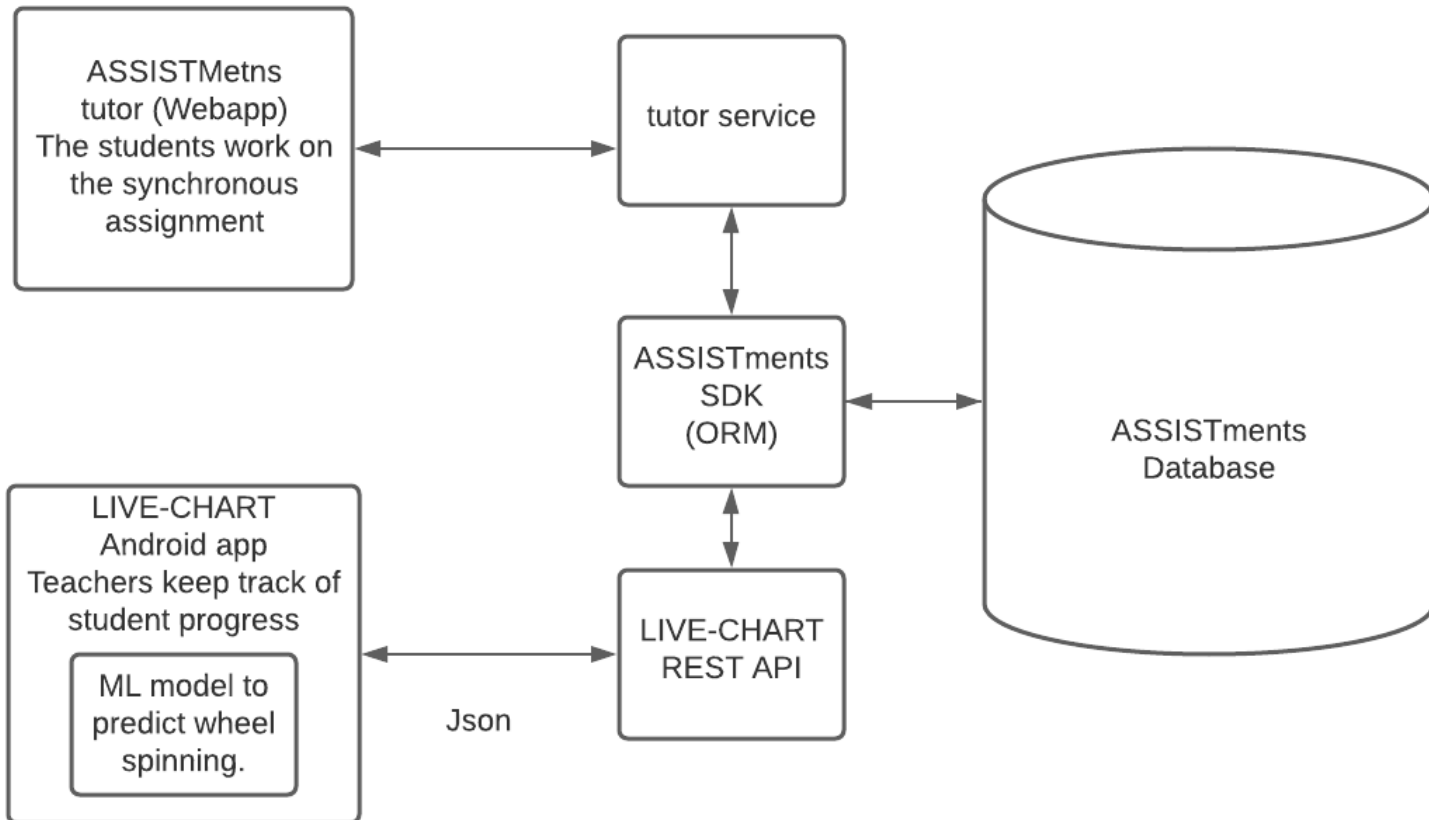 ASSISTMetns
tutor (Webapp)
The students work on
the synchronous
assignment
tutor service
ASSISTments
SDK
(ORM)
ASSISTments
Database
LIVE-CHART
Android app
Teachers keep track of
student progress
ML model to
predict wheel
spinning.
Json
LIVE-CHART
REST API